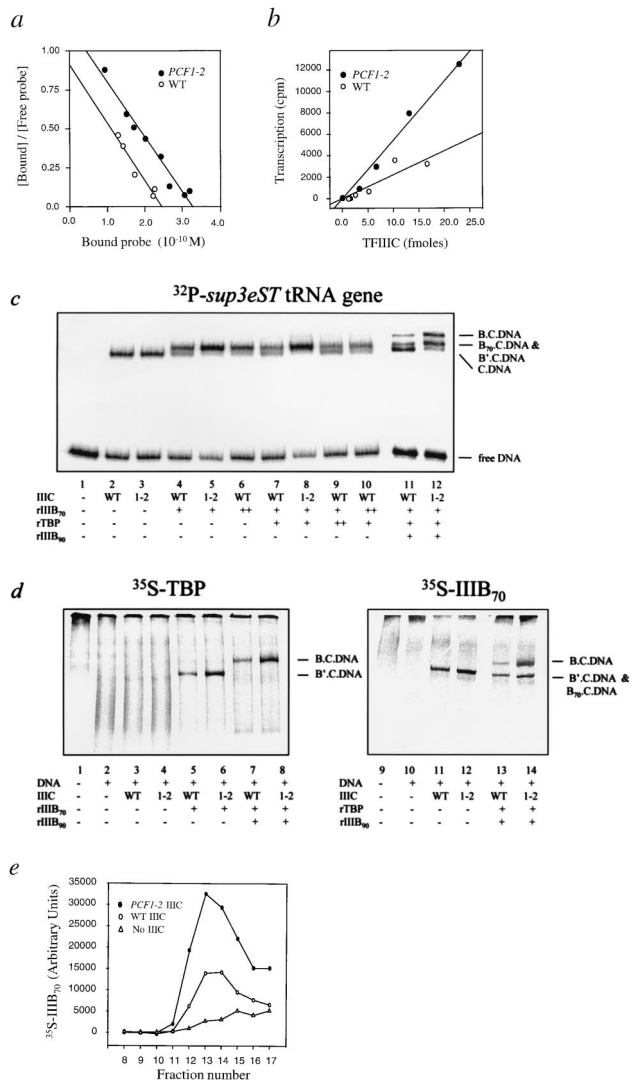 a
PCF1-2
WT
[Bound] / [Free probe]
1.00
0.75
0.50
0.25
0.00
0.0 1.0 2.0 3.0 4.0
Bound probe (10⁻¹⁰ M)
b
PCF1-2
WT
Transcription (cpm)
12000
10000
8000
6000
4000
2000
0
0.0 5.0 10.0 15.0 20.0 25.0
TFIIIC (fmoles)
c
³²P-sup3eST tRNA gene
B.C.DNA
B₇₀.C.DNA &
B'.C.DNA
C.DNA
free DNA
1 2 3 4 5 6 7 8 9 10 11 12
IIIC - WT 1-2 WT 1-2 WT WT 1-2 WT WT WT 1-2
rIIIB₇₀ - - - + + ++ + + + ++ + +
rTBP - - - - - - + + ++ + + +
rIIIB₉₀ - - - - - - - - - - + +
d
³⁵S-TBP
B.C.DNA
B'.C.DNA
1 2 3 4 5 6 7 8
DNA - + + + + + + +
IIIC - - WT 1-2 WT 1-2 WT 1-2
rIIIB₇₀ - - - - + + + +
rIIIB₉₀ - - - - - - + +
³⁵S-IIIB₇₀
B.C.DNA
B'.C.DNA &
B₇₀.C.DNA
9 10 11 12 13 14
DNA - + + + + +
IIIC - - WT 1-2 WT 1-2
rTBP - - - - + +
rIIIB₉₀ - - - - + +
e
PCF1-2 IIIC
WT IIIC
No IIIC
³⁵S-IIIB₇₀ (Arbitrary Units)
35000
30000
25000
20000
15000
10000
5000
0
8 9 10 11 12 13 14 15 16 17
Fraction number